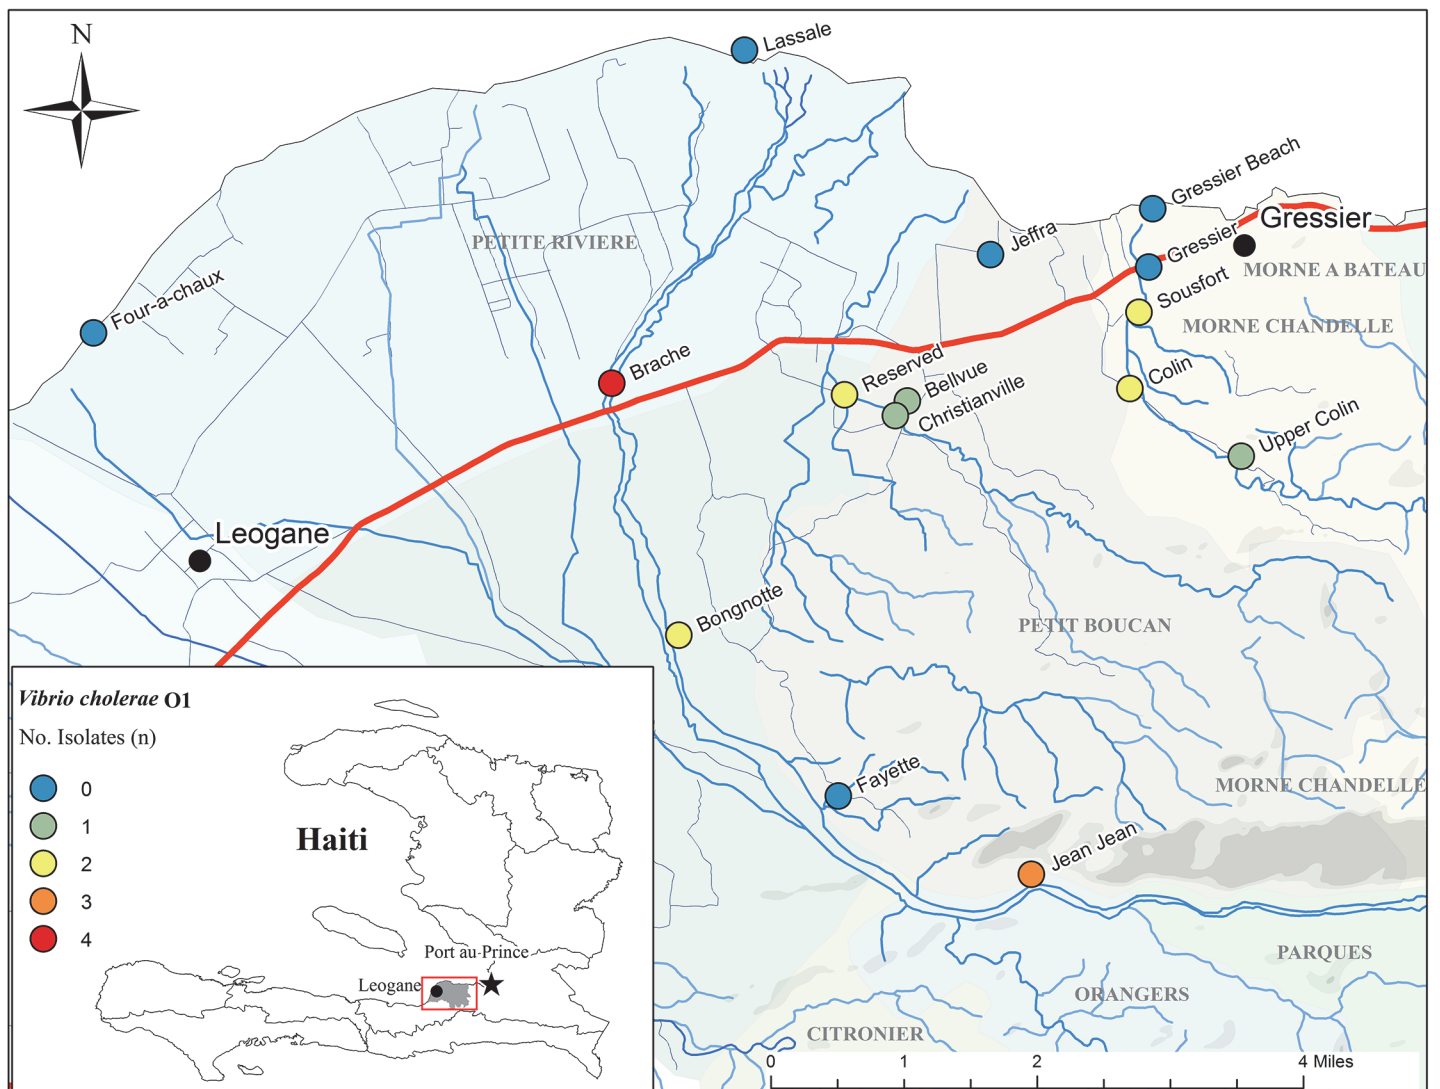 N
Lassale
Gressier Beach
Gressier
Jeffra
Gressier
PETITE RIVIERE
MORNE A BATEAU
Four-a-chaux
Sousfort
MORNE CHANDELLE
Brache
Reserved
Bellvue
Colin
Christianville
Upper Colin
Leogane
Bongnotte
PETIT BOUCAN
Fayette
MORNE CHANDELLE
Jean Jean
PARQUES
ORANGERS
CITRONIER
0 1 2 4 Miles
Vibrio cholerae O1
No. Isolates (n)
0
1
2
3
4
Haiti
Port au-Prince
Leogane